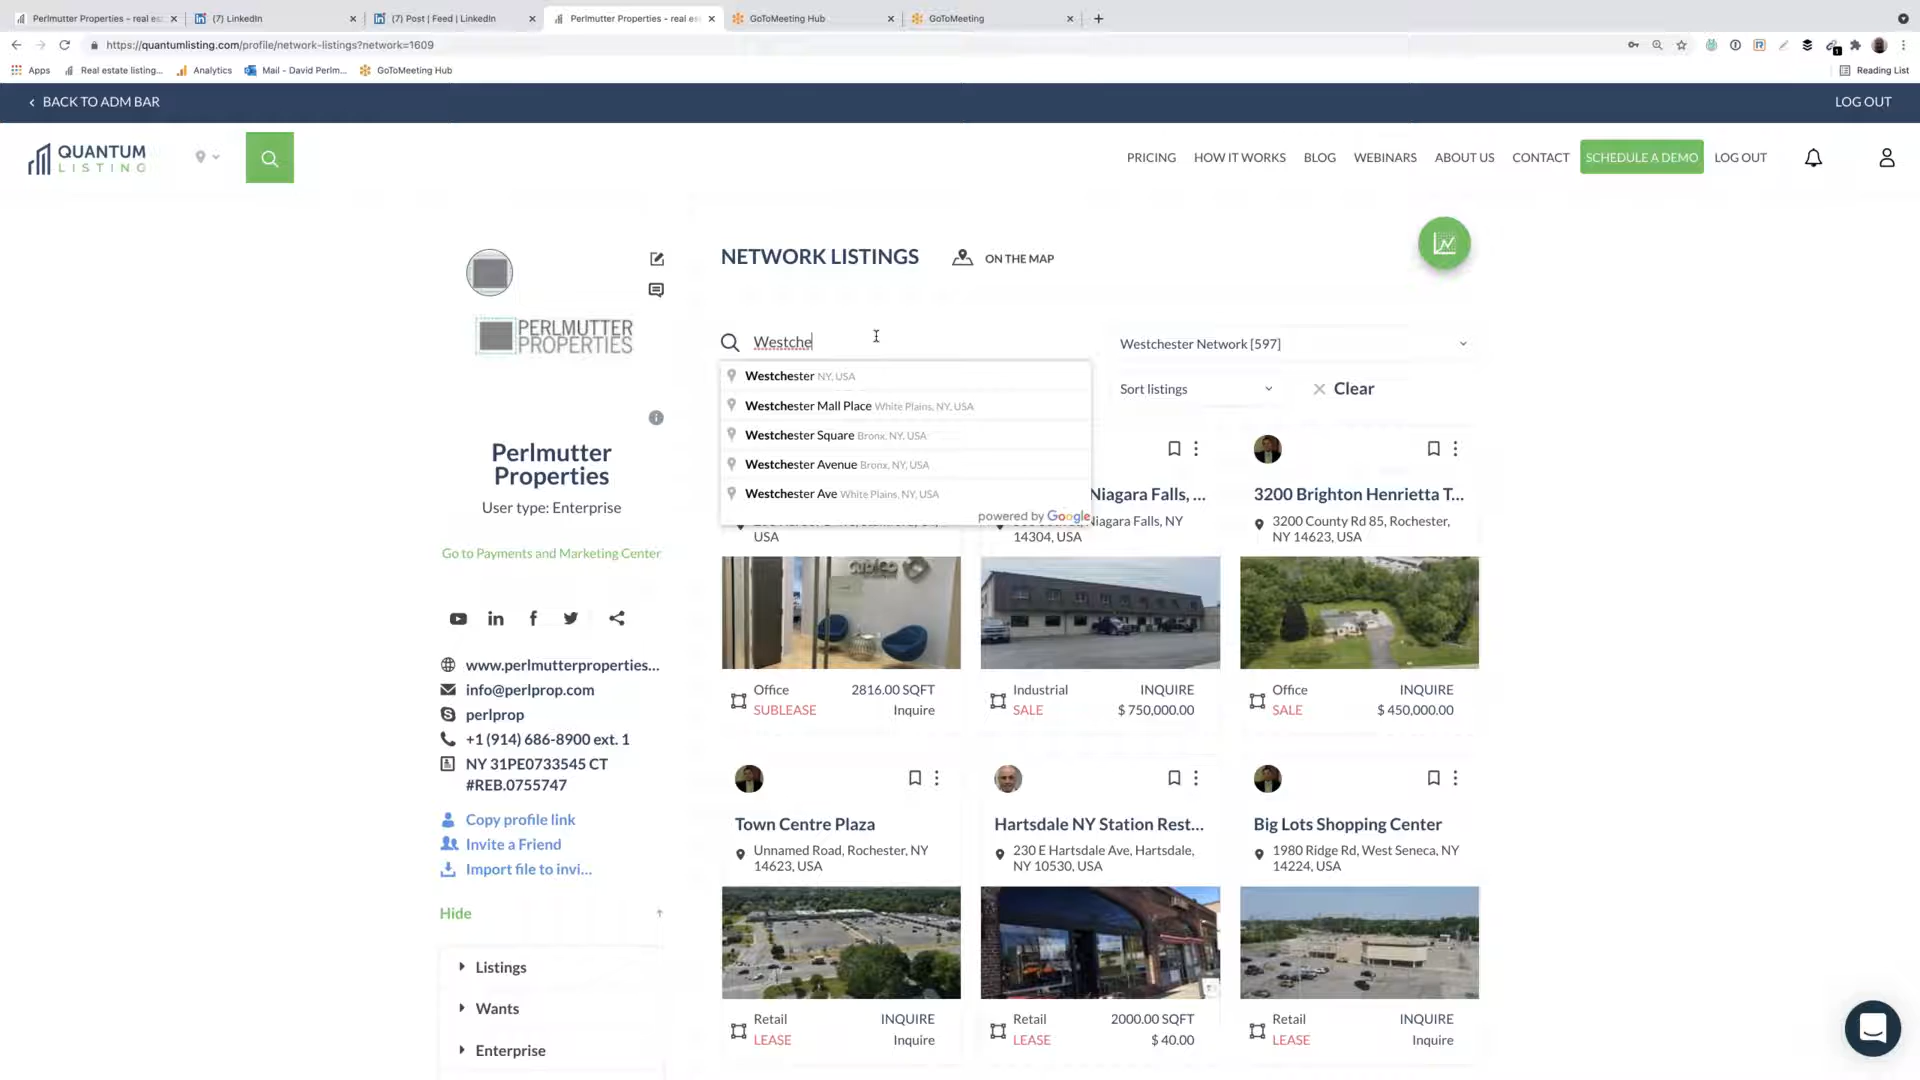 Perlmutter Properties - real es
(7) LinkedIn
(7) Post | Feed | LinkedIn
Perlmutter Properties - real es
GoToMeeting Hub
GoToMeeting
https://quantumlisting.com/profile/network-listings?network=1609
Apps
Real estate listing...
Analytics
Mail - David Perlm...
GoToMeeting Hub
Reading List
BACK TO ADM BAR
LOG OUT
QUANTUM
LISTING
PRICING
HOW IT WORKS
BLOG
WEBINARS
ABOUT US
CONTACT
SCHEDULE A DEMO
LOG OUT
PERLMUTTER
PROPERTIES
Perlmutter
Properties
User type: Enterprise
Go to Payments and Marketing Center
www.perlmutterproperties...
info@perlprop.com
perlprop
+1 (914) 686-8900 ext. 1
NY 31PE0733545 CT
#REB.0755747
Copy profile link
Invite a Friend
Import file to invi...
Hide
Listings
Wants
Enterprise
NETWORK LISTINGS
ON THE MAP
Westche
Westchester Network [597]
Sort listings
Clear
Westchester NY, USA
Westchester Mall Place White Plains, NY, USA
Westchester Square Bronx, NY, USA
Westchester Avenue Bronx, NY, USA
Westchester Ave White Plains, NY, USA
powered by Google
USA
Office
2816.00 SQFT
SUBLEASE
Inquire
Niagara Falls, ...
Niagara Falls, NY
14304, USA
Industrial
INQUIRE
SALE
$ 750,000.00
3200 Brighton Henrietta T...
3200 County Rd 85, Rochester,
NY 14623, USA
Office
INQUIRE
SALE
$ 450,000.00
Town Centre Plaza
Unnamed Road, Rochester, NY
14623, USA
Retail
INQUIRE
LEASE
Inquire
Hartsdale NY Station Rest...
230 E Hartsdale Ave, Hartsdale,
NY 10530, USA
Retail
2000.00 SQFT
LEASE
$ 40.00
Big Lots Shopping Center
1980 Ridge Rd, West Seneca, NY
14224, USA
Retail
INQUIRE
LEASE
Inquire